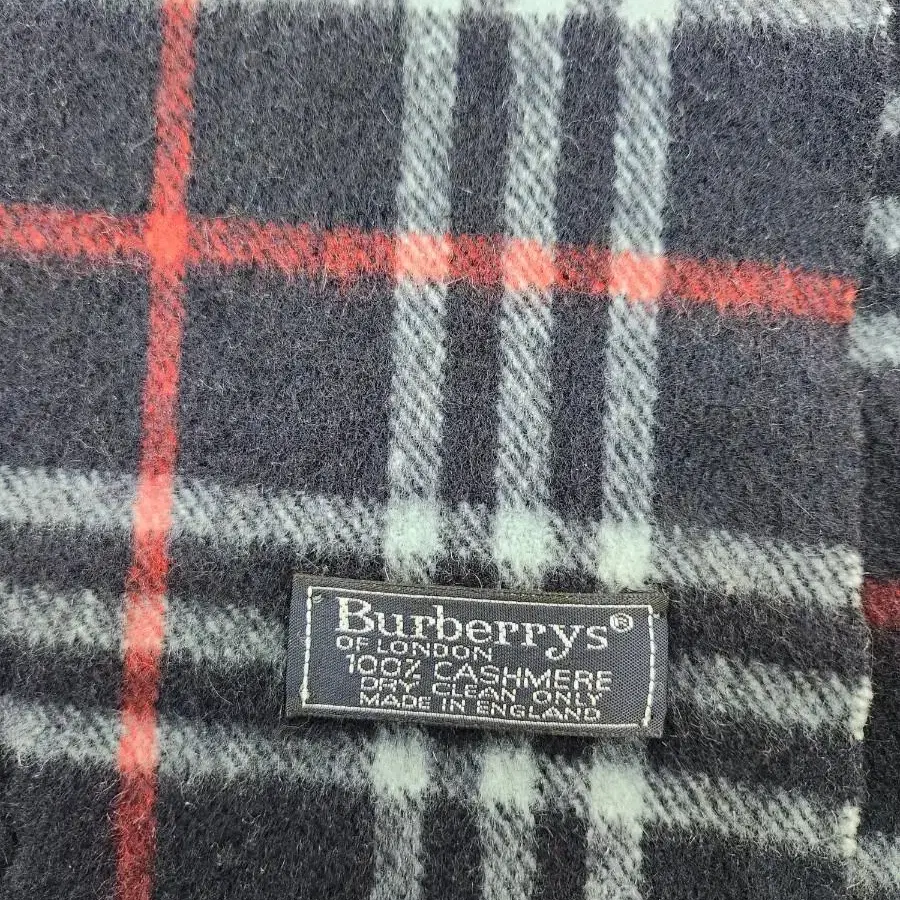 Burberrys®
OF LONDON
100% CASHMERE
DRY CLEAN ONLY
MADE IN ENGLAND